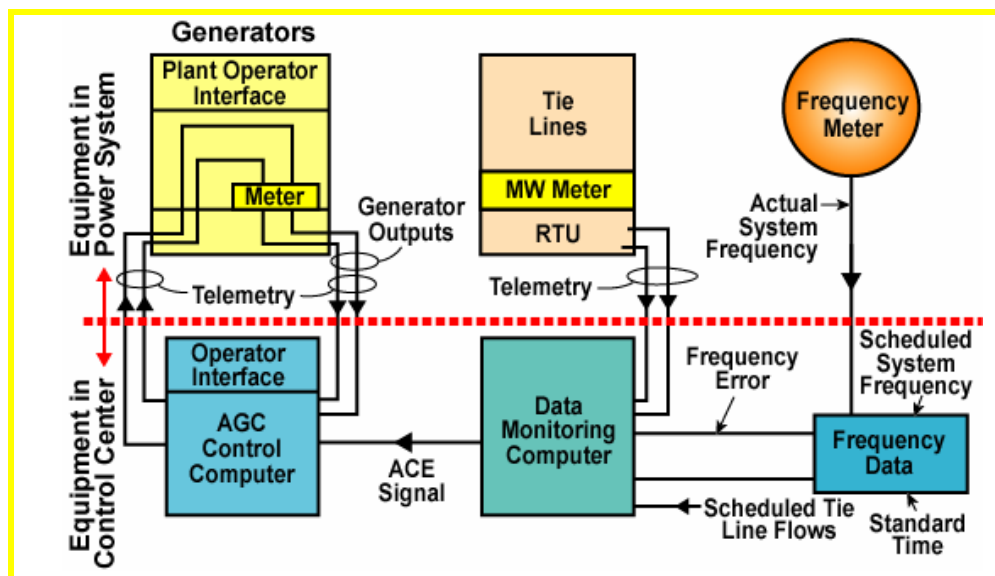 Generators
Plant Operator
Interface
Meter
Generator
Outputs
Telemetry
Tie
Lines
MW Meter
RTU
Telemetry
Frequency
Meter
Actual
System
Frequency
Equipment in
Power System
Equipment in
Control Center
Operator
Interface
AGC
Control
Computer
ACE
Signal
Data
Monitoring
Computer
Frequency
Error
Scheduled
System
Frequency
Frequency
Data
Scheduled Tie
Line Flows
Standard
Time